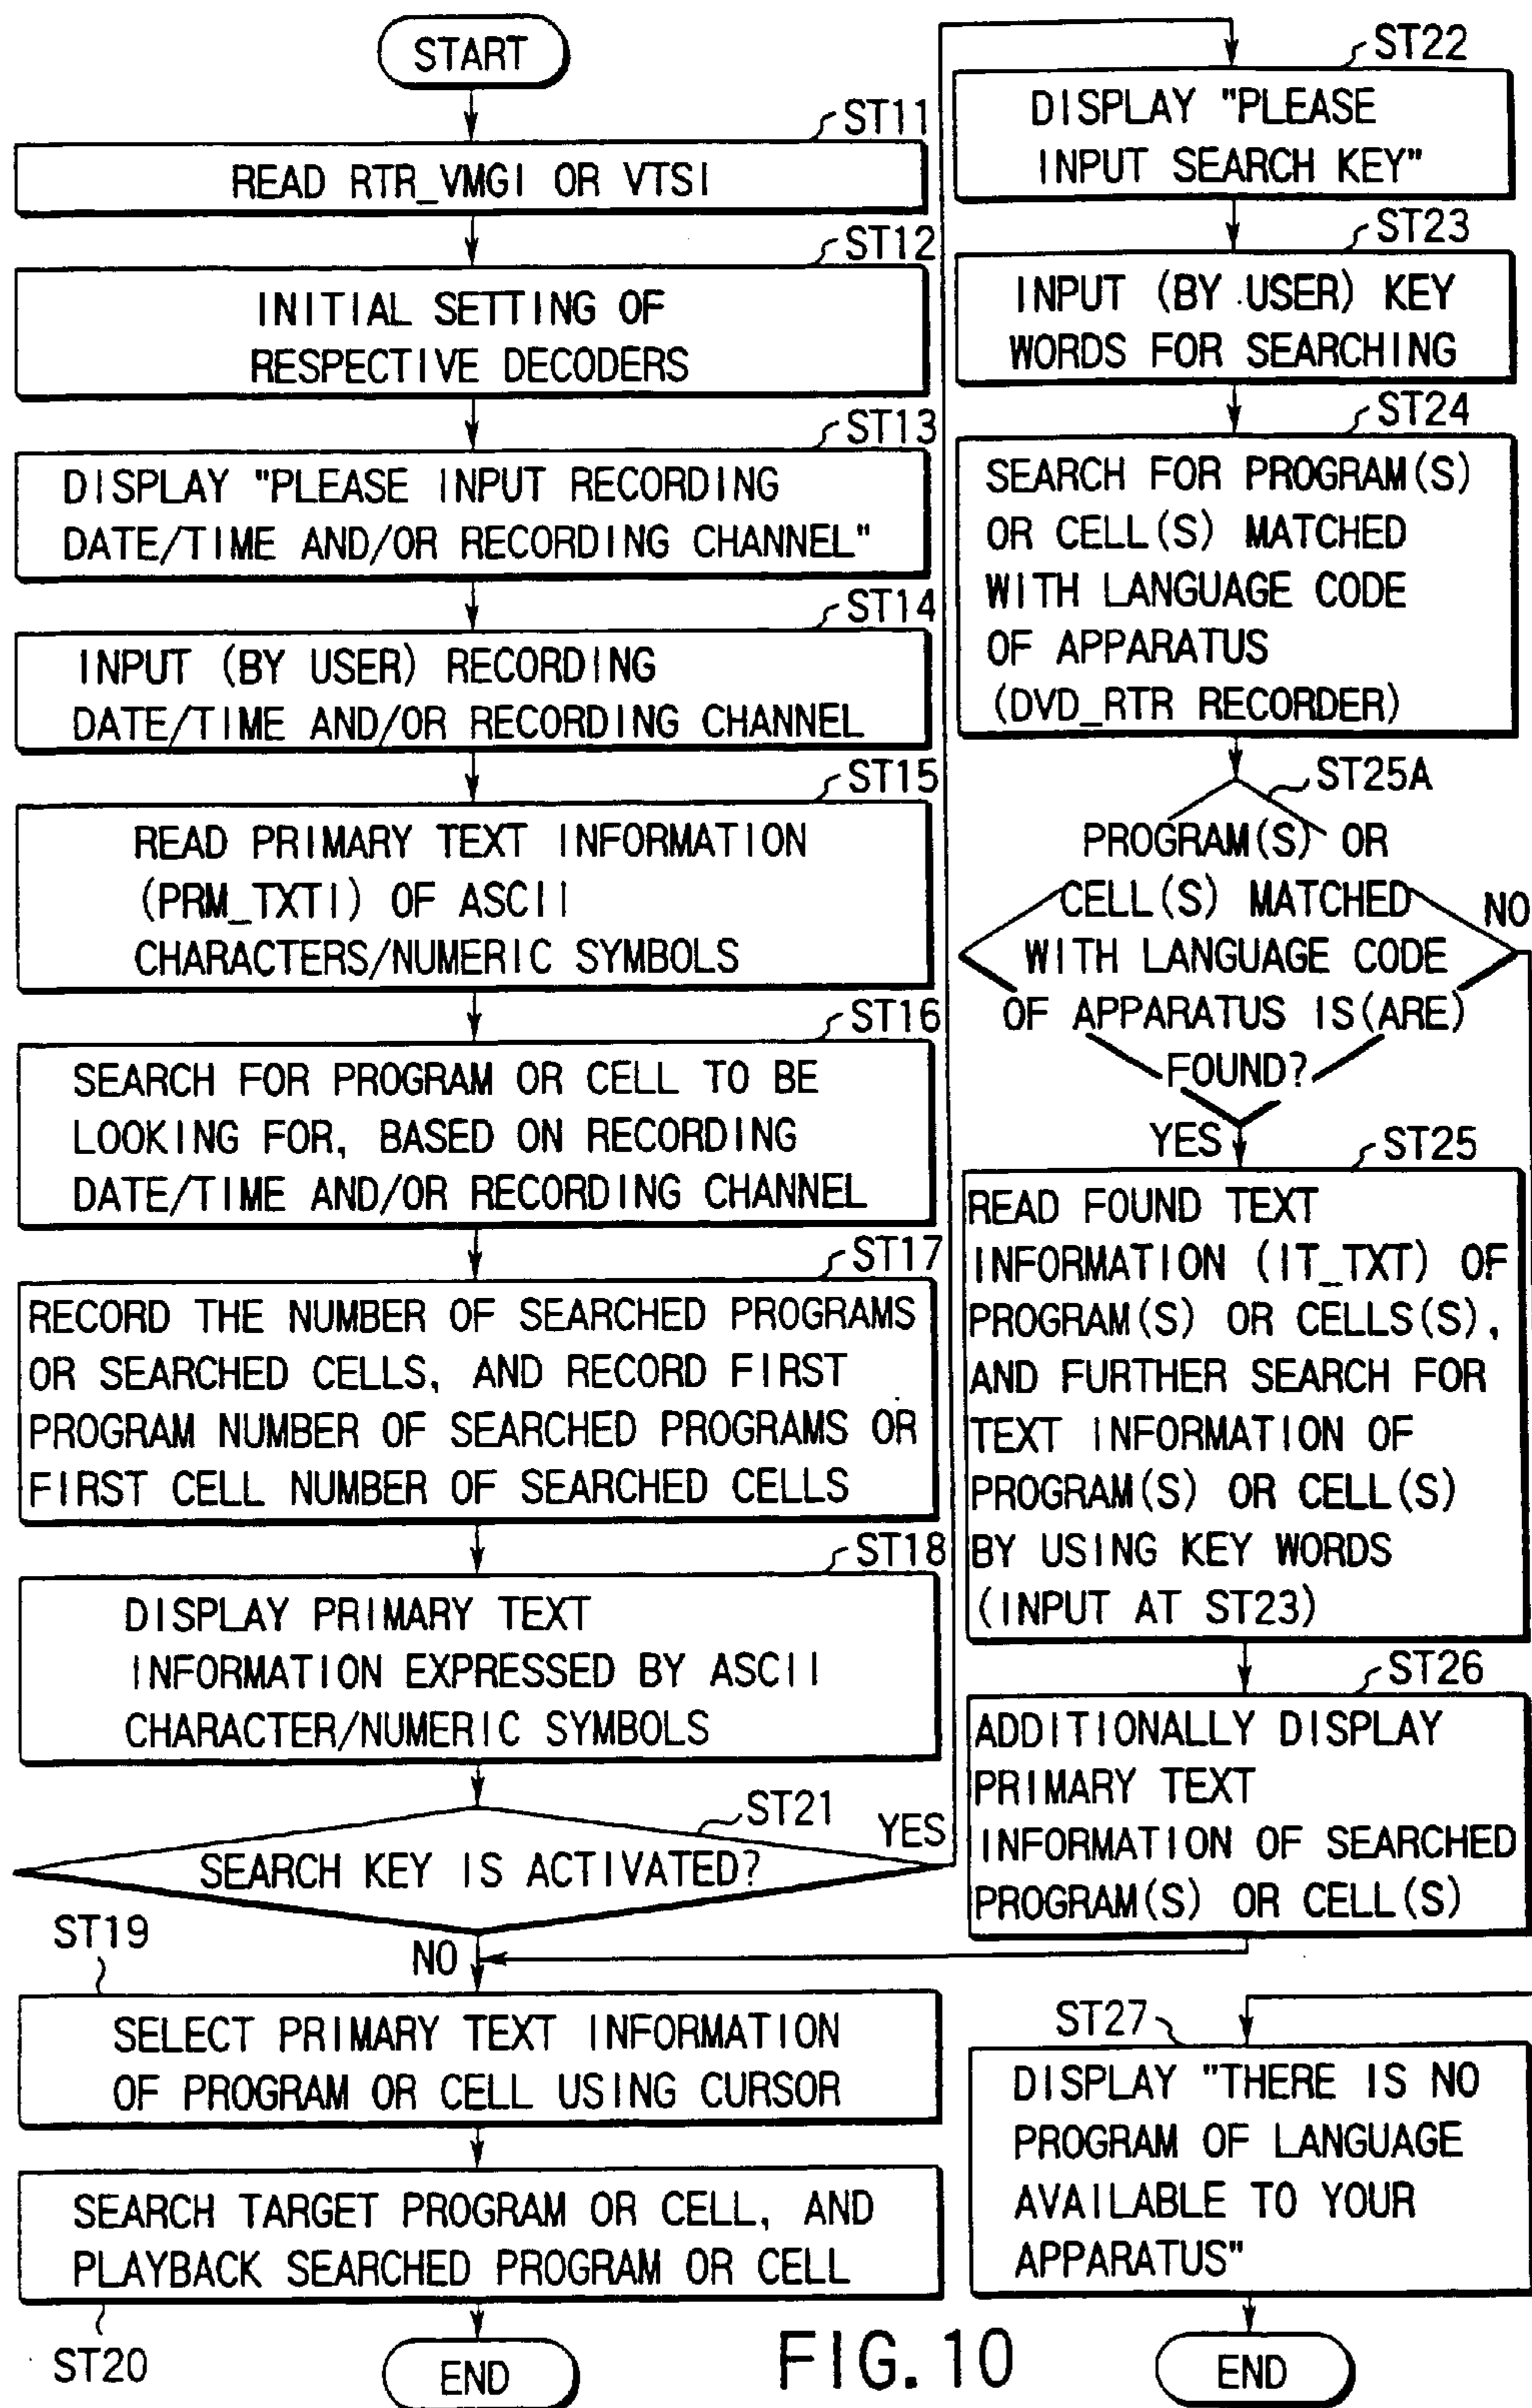 START
ST11
READ RTR_VMGI OR VTSI
ST12
INITIAL SETTING OF
RESPECTIVE DECODERS
ST13
DISPLAY "PLEASE INPUT RECORDING
DATE/TIME AND/OR RECORDING CHANNEL"
ST14
INPUT (BY USER) RECORDING
DATE/TIME AND/OR RECORDING CHANNEL
ST15
READ PRIMARY TEXT INFORMATION
(PRM_TXTI) OF ASCII
CHARACTERS/NUMERIC SYMBOLS
ST16
SEARCH FOR PROGRAM OR CELL TO BE
LOOKING FOR, BASED ON RECORDING
DATE/TIME AND/OR RECORDING CHANNEL
ST17
RECORD THE NUMBER OF SEARCHED PROGRAMS
OR SEARCHED CELLS, AND RECORD FIRST
PROGRAM NUMBER OF SEARCHED PROGRAMS OR
FIRST CELL NUMBER OF SEARCHED CELLS
ST18
DISPLAY PRIMARY TEXT
INFORMATION EXPRESSED BY ASCII
CHARACTER/NUMERIC SYMBOLS
ST21
YES
SEARCH KEY IS ACTIVATED?
ST19
NO
SELECT PRIMARY TEXT INFORMATION
OF PROGRAM OR CELL USING CURSOR
SEARCH TARGET PROGRAM OR CELL, AND
PLAYBACK SEARCHED PROGRAM OR CELL
ST20
END
ST22
DISPLAY "PLEASE
INPUT SEARCH KEY"
ST23
INPUT (BY USER) KEY
WORDS FOR SEARCHING
ST24
SEARCH FOR PROGRAM(S)
OR CELL(S) MATCHED
WITH LANGUAGE CODE
OF APPARATUS
(DVD_RTR RECORDER)
ST25A
PROGRAM(S) OR
CELL(S) MATCHED
NO
WITH LANGUAGE CODE
OF APPARATUS IS(ARE)
FOUND?
YES
ST25
READ FOUND TEXT
INFORMATION (IT_TXT) OF
PROGRAM(S) OR CELLS(S),
AND FURTHER SEARCH FOR
TEXT INFORMATION OF
PROGRAM(S) OR CELL(S)
BY USING KEY WORDS
(INPUT AT ST23)
ST26
ADDITIONALLY DISPLAY
PRIMARY TEXT
INFORMATION OF SEARCHED
PROGRAM(S) OR CELL(S)
ST27
DISPLAY "THERE IS NO
PROGRAM OF LANGUAGE
AVAILABLE TO YOUR
APPARATUS"
END
FIG. 10